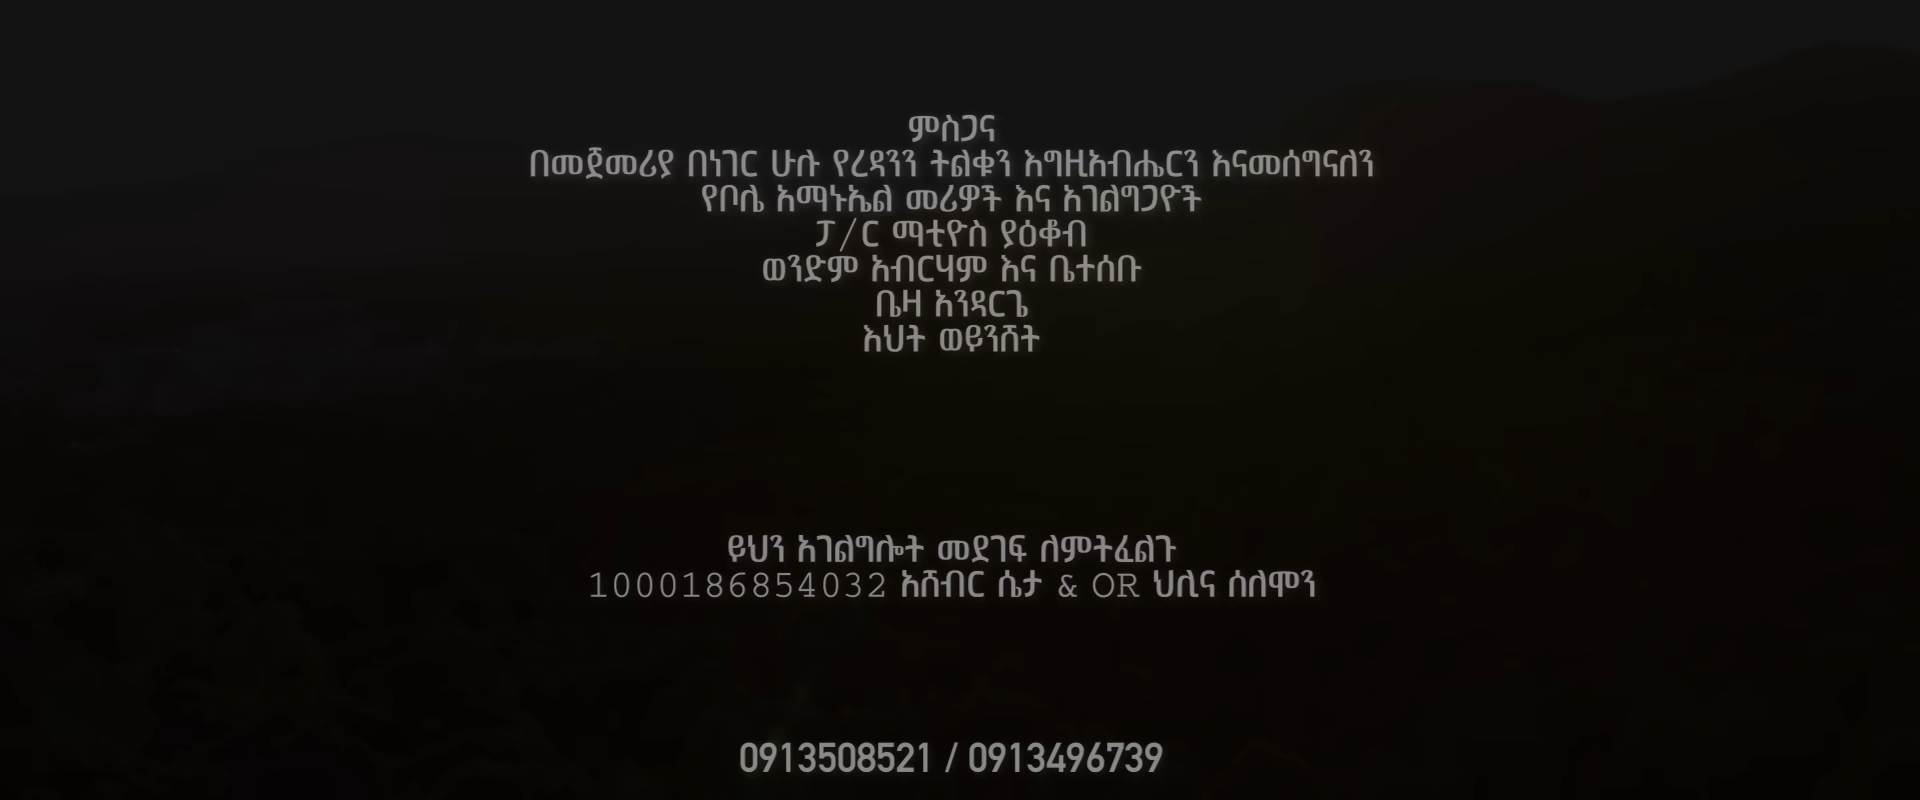 ምስጋና
በመጀመሪያ በነገር ሁሉ የረዳንን ትልቁን እግዚአብሔርን እናመሰግናለን
የቦሌ አማኑኤል መሪዎች እና አገልግጋዮች
ፓ/ር ማቲዮስ ያዕቆብ
ወንድም አብርሃም እና ቤተሰቡ
ቤዛ አንዳርጌ
እህት ወይንሸት
ይህን አገልግሎት መደገፍ ለምትፈልጉ
1000186854032 አሸብር ሴታ & OR ህሊና ሰለሞን
0913508521 / 0913496739